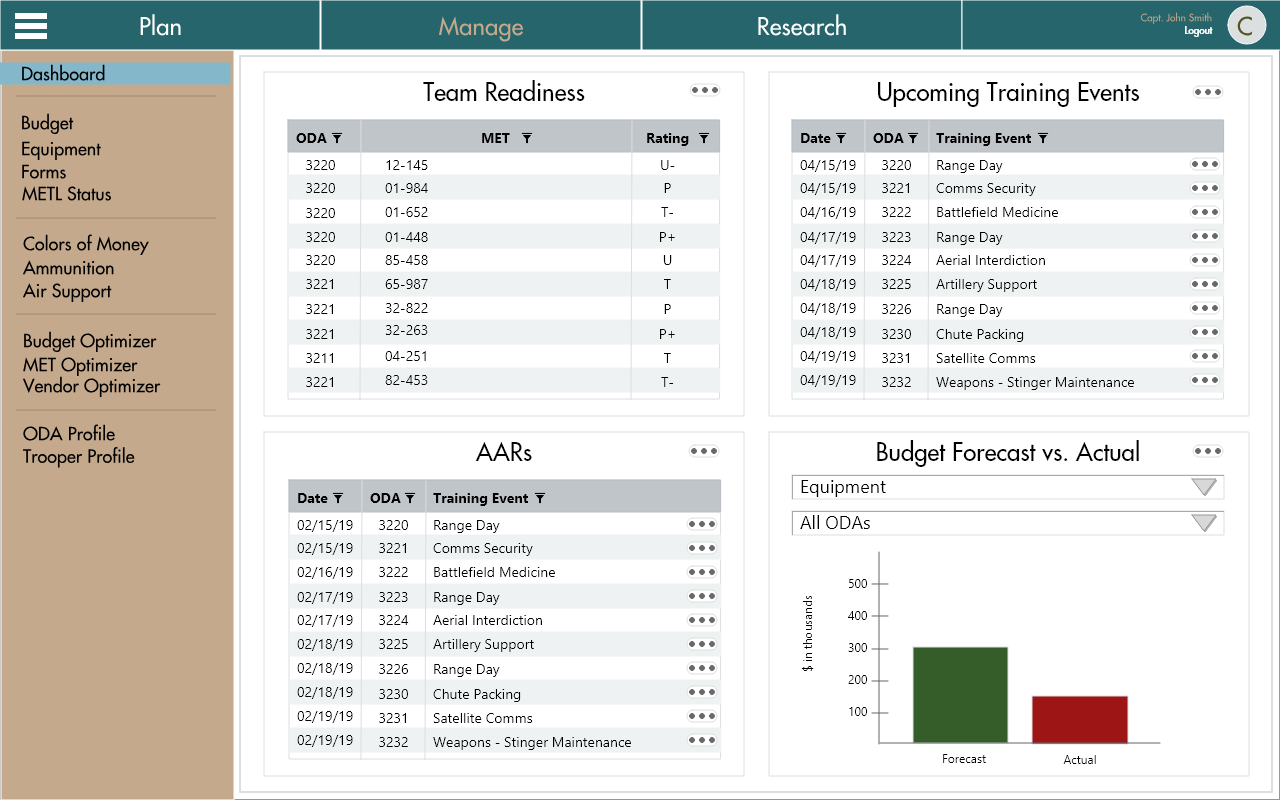 Plan Manage Research Capt. John Smith
Logout
C
Dashboard
Budget
Equipment
Forms
METL Status
Colors of Money
Ammunition
Air Support
Budget Optimizer
MET Optimizer
Vendor Optimizer
ODA Profile
Trooper Profile
Team Readiness
ODA MET Rating
3220 12-145 U-
3220 01-984 P
3220 01-652 T-
3220 01-448 P+
3220 85-458 U
3221 65-987 T
3221 32-822 P
3221 32-263 P+
3211 04-251 T
3221 82-453 T-
Upcoming Training Events
Date ODA Training Event
04/15/19 3220 Range Day
04/15/19 3221 Comms Security
04/16/19 3222 Battlefield Medicine
04/17/19 3223 Range Day
04/17/19 3224 Aerial Interdiction
04/18/19 3225 Artillery Support
04/18/19 3226 Range Day
04/18/19 3230 Chute Packing
04/19/19 3231 Satellite Comms
04/19/19 3232 Weapons - Stinger Maintenance
AARs
Date ODA Training Event
02/15/19 3220 Range Day
02/15/19 3221 Comms Security
02/16/19 3222 Battlefield Medicine
02/17/19 3223 Range Day
02/17/19 3224 Aerial Interdiction
02/18/19 3225 Artillery Support
02/18/19 3226 Range Day
02/18/19 3230 Chute Packing
02/19/19 3231 Satellite Comms
02/19/19 3232 Weapons - Stinger Maintenance
Budget Forecast vs. Actual
Equipment
All ODAs
$ in thousands
500
400
300
200
100
Forecast Actual